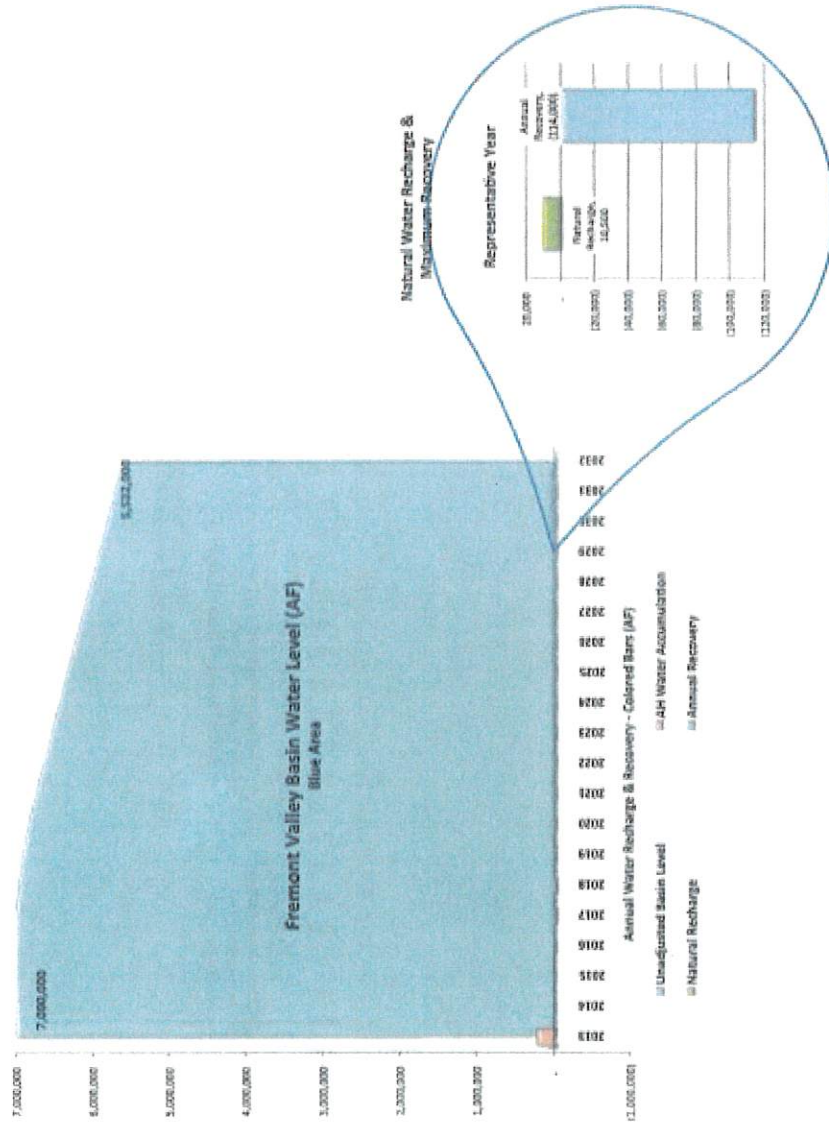 Natural Water Recharge &
Maximum Recovery
Representative Year
20,000
-
(20,000)
(40,000)
(60,000)
(80,000)
(100,000)
(120,000)
Natural
Recharge,
10,500
Annual
Recovery,
(114,000)
7,000,000
6,000,000
5,000,000
4,000,000
3,000,000
2,000,000
1,000,000
-
(1,000,000)
7,000,000
5,522,000
Fremont Valley Basin Water Level (AF)
Blue Area
2013 2014 2015 2016 2017 2018 2019 2020 2021 2022 2023 2024 2025 2026 2027 2028 2029 2030 2031 2032
Annual Water Recharge & Recovery - Colored Bars (AF)
Unadjusted Basin Level
AH Water Accumulation
Natural Recharge
Annual Recovery